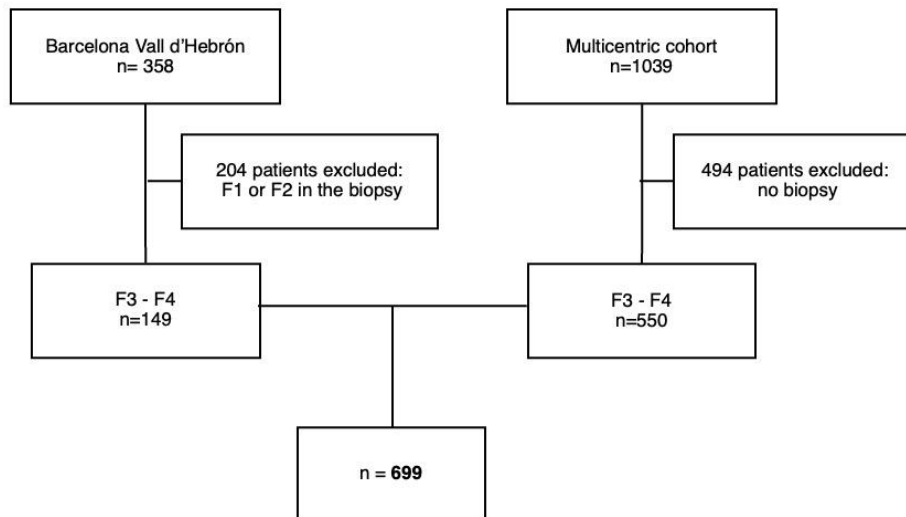 Barcelona Vall d'Hebrón
n= 358
Multicentric cohort
n=1039
204 patients excluded:
F1 or F2 in the biopsy
494 patients excluded:
no biopsy
F3 - F4
n=149
F3 - F4
n=550
n = 699